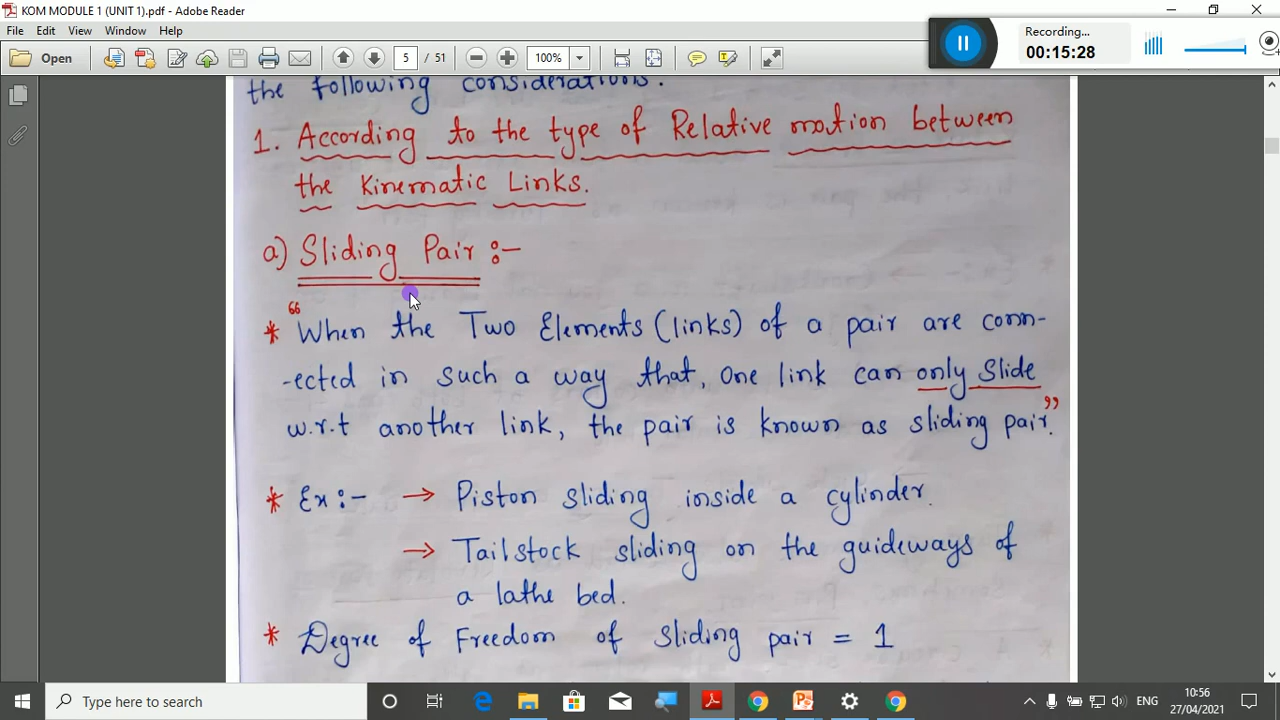 KOM MODULE 1 (UNIT 1).pdf - Adobe Reader
File Edit View Window Help
Open 5 / 51 100%
Recording...
00:15:28
the following considerations.
1. According to the type of Relative motion between
the Kinematic Links.
a) Sliding Pair :-
“
* When the Two Elements (links) of a pair are conn-
-ected in such a way that, one link can only slide
w.r.t another link, the pair is known as sliding pair.”
* Ex :- → Piston sliding inside a cylinder.
→ Tailstock sliding on the guideways of
a lathe bed.
* Degree of Freedom of sliding pair = 1
Type here to search
ENG
10:56
27/04/2021